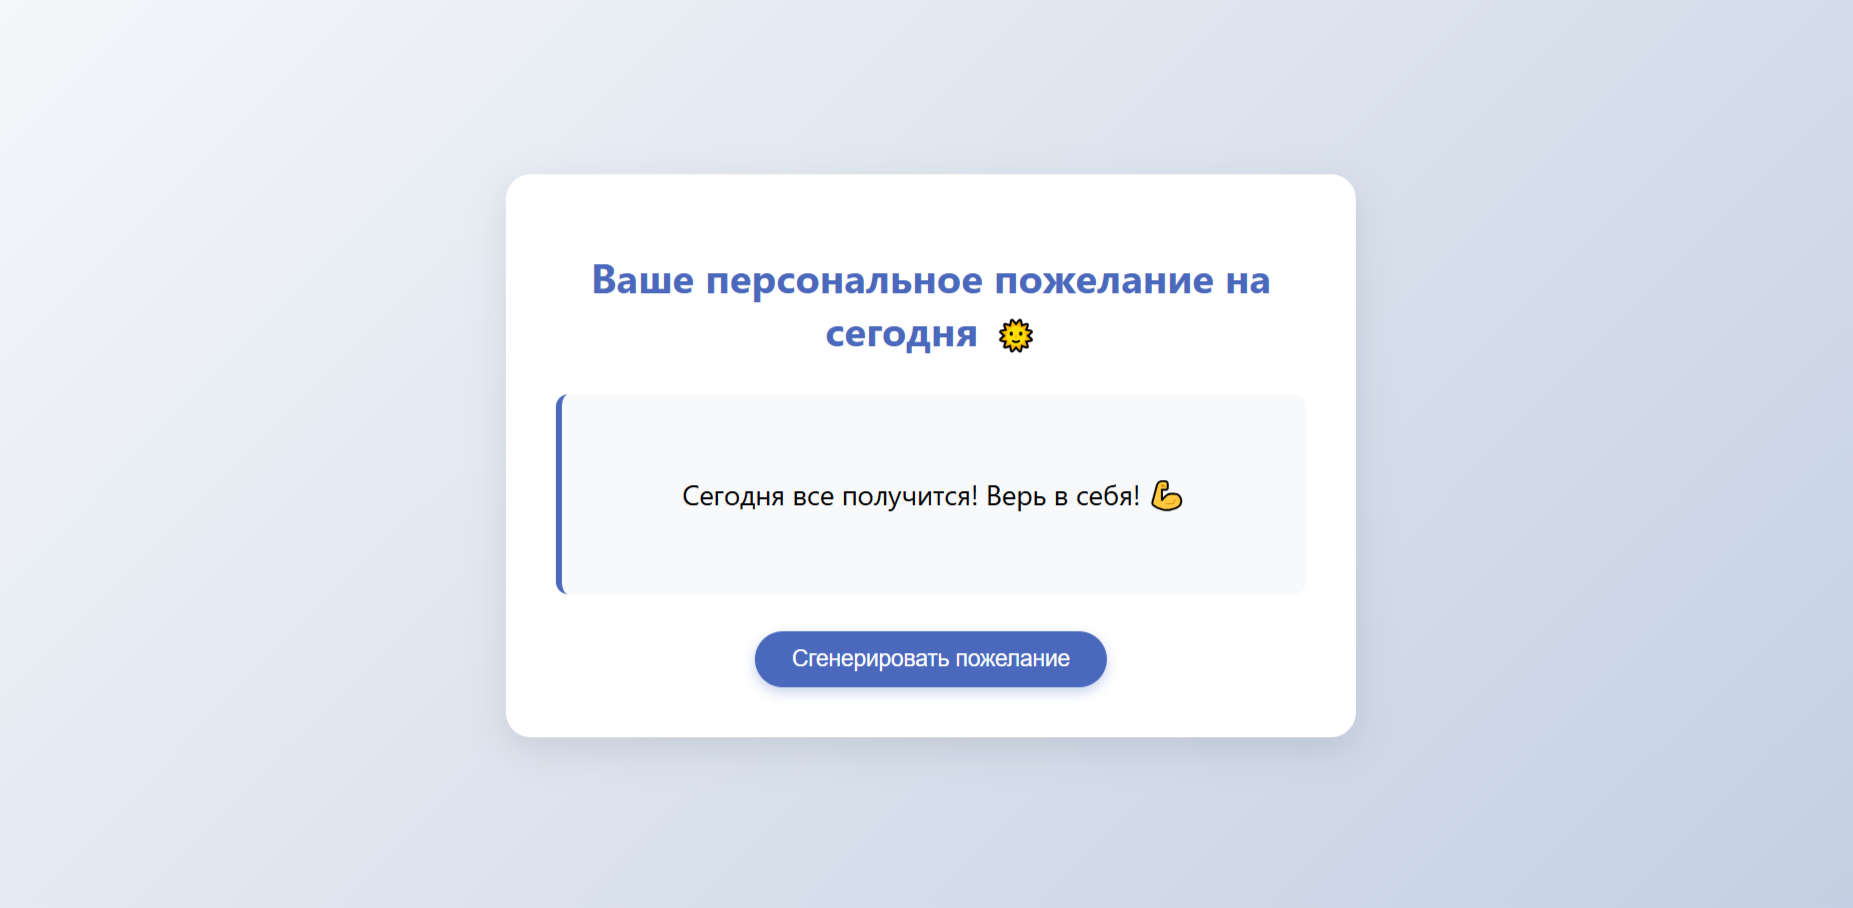 Ваше персональное пожелание на
сегодня 🌞
Сегодня все получится! Верь в себя! 💪
Сгенерировать пожелание